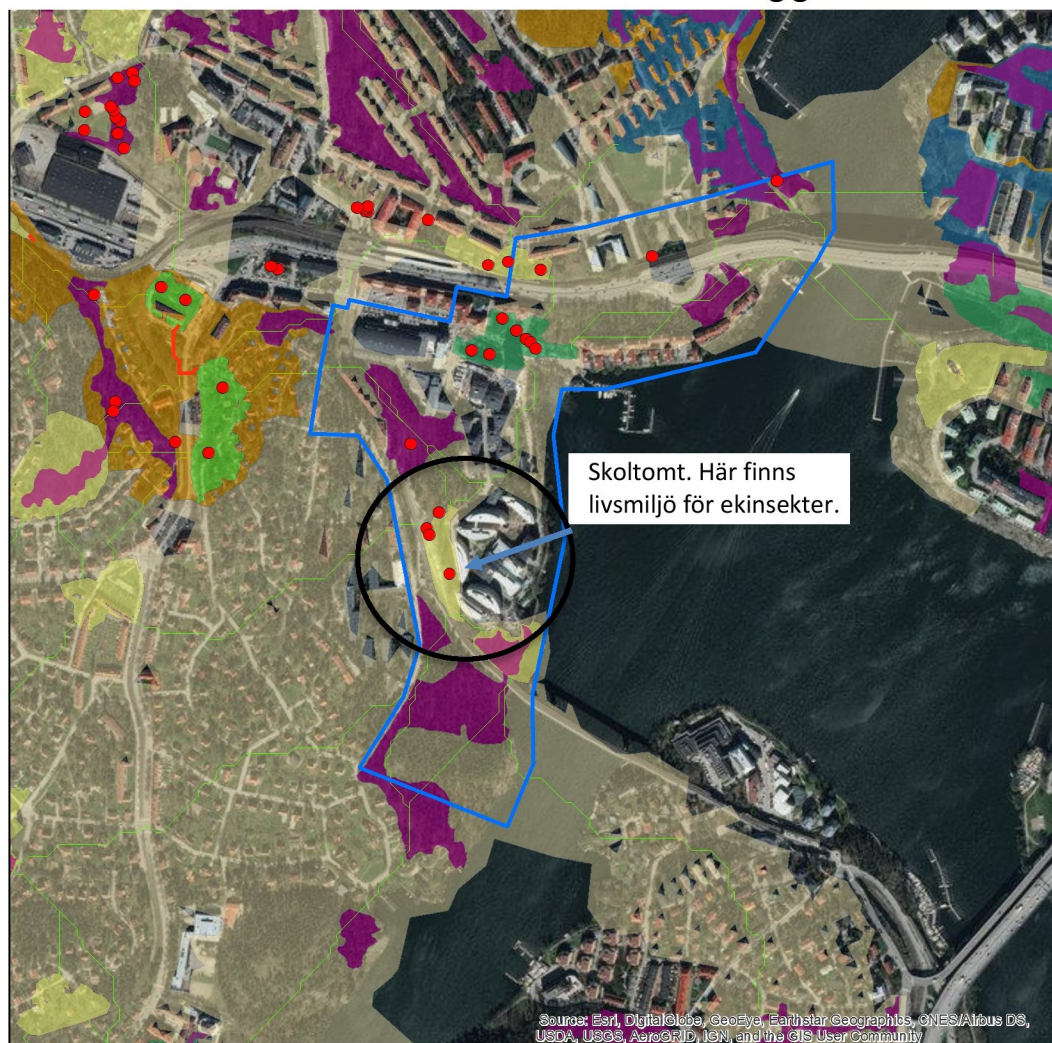 Skoltomt. Här finns
livsmiljö för ekinsekter.
Source: Esri, DigitalGlobe, GeoEye, Earthstar Geographics, CNES/Airbus DS,
USDA, USGS, AeroGRID, IGN, and the GIS User Community